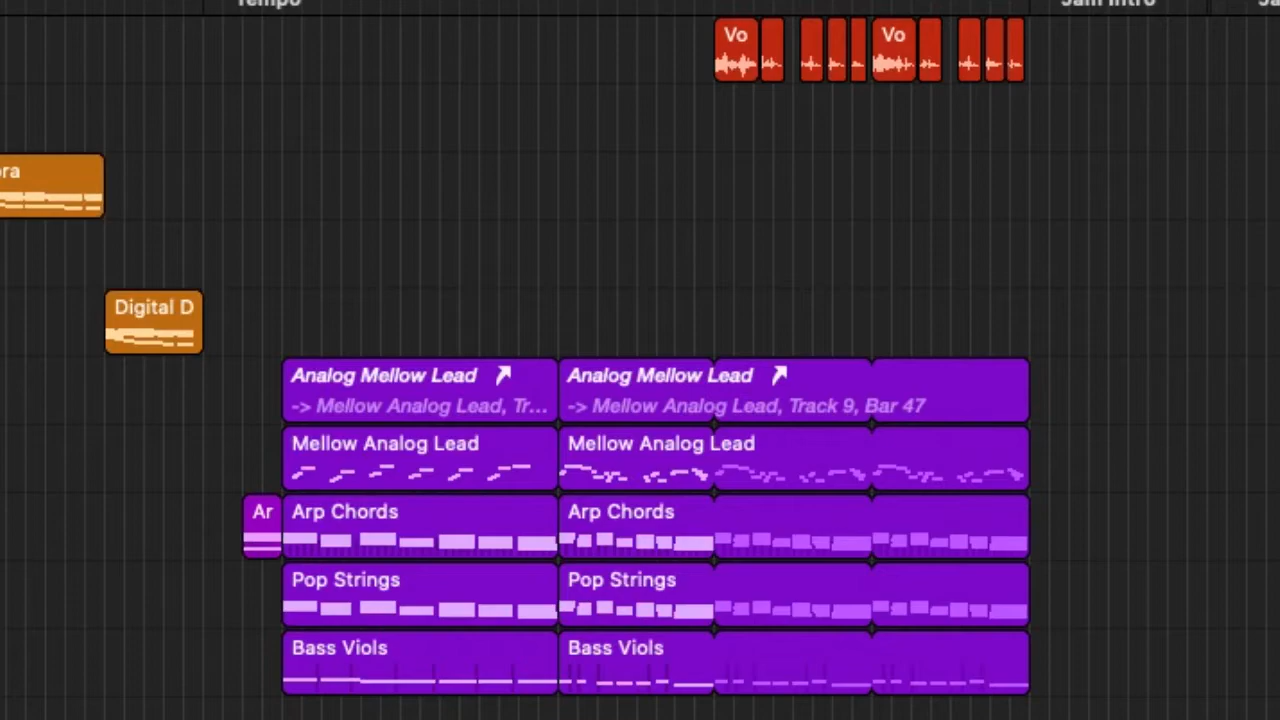 Tempo
Jam Intro
Vo
Vo
ora
Digital D
Analog Mellow Lead
Analog Mellow Lead
-> Mellow Analog Lead, Tr...
-> Mellow Analog Lead, Track 9, Bar 47
Mellow Analog Lead
Mellow Analog Lead
Ar
Arp Chords
Arp Chords
Pop Strings
Pop Strings
Bass Viols
Bass Viols